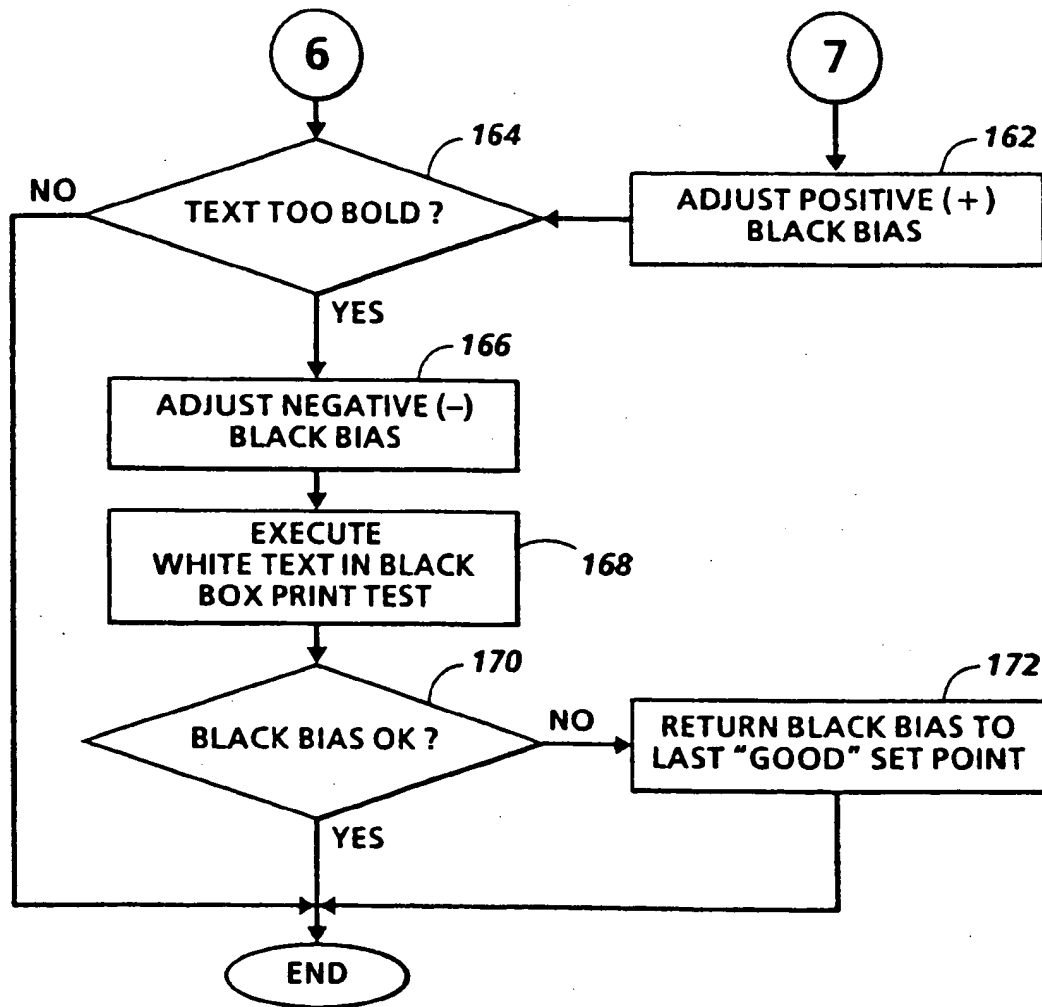 6
7
164
162
NO
TEXT TOO BOLD ?
ADJUST POSITIVE (+)
BLACK BIAS
YES
166
ADJUST NEGATIVE (–)
BLACK BIAS
EXECUTE
WHITE TEXT IN BLACK
BOX PRINT TEST
168
170
172
BLACK BIAS OK ?
NO
RETURN BLACK BIAS TO
LAST "GOOD" SET POINT
YES
END